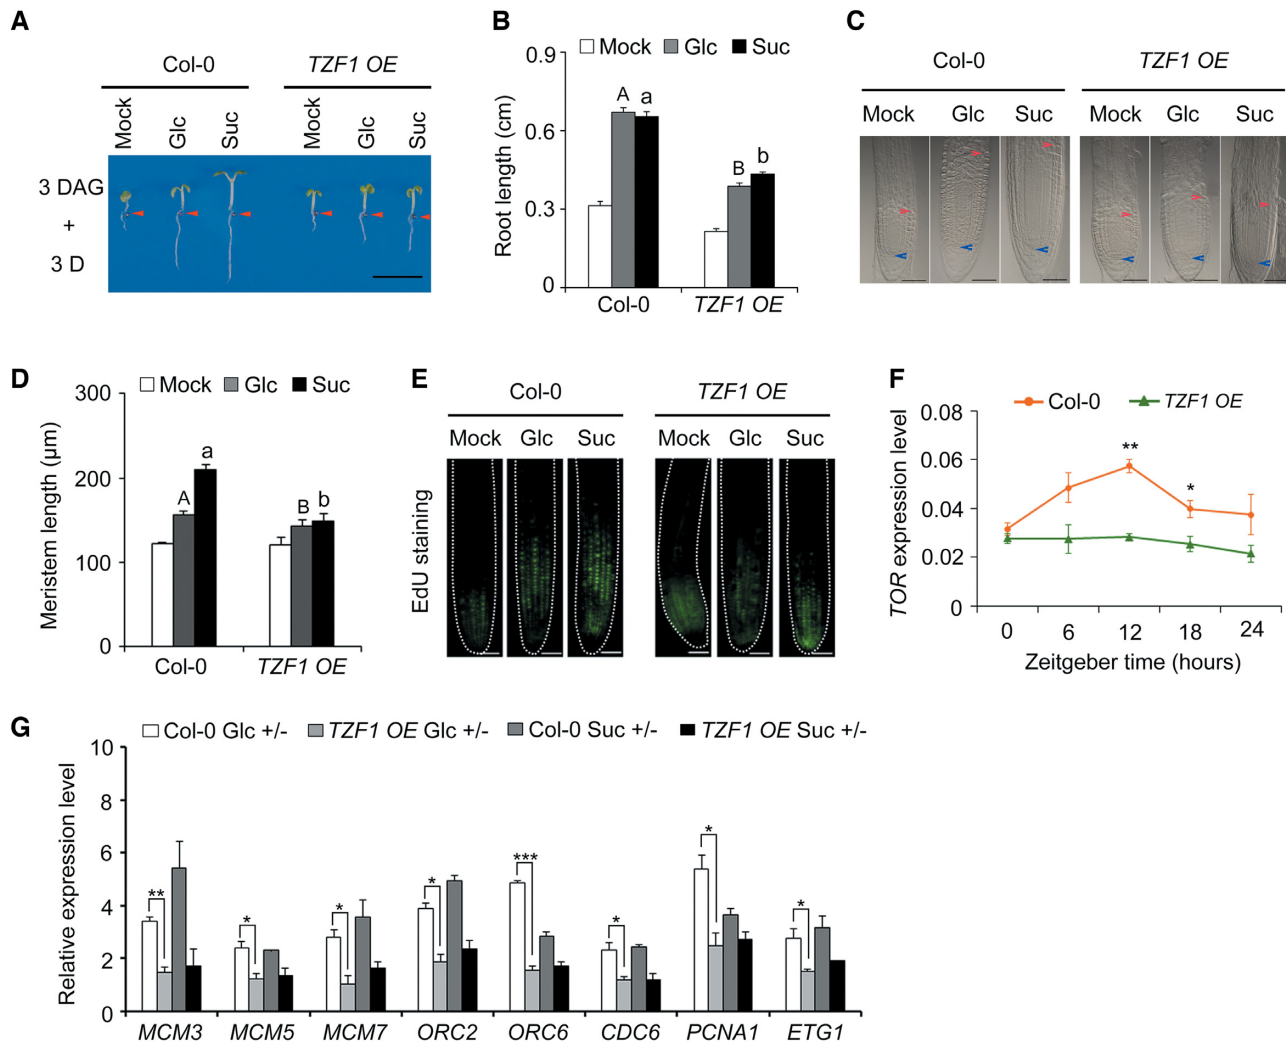 A
Col-0 TZF1 OE
Mock Glc Suc Mock Glc Suc
3 DAG
+
3 D
B
Mock Glc Suc
Root length (cm)
0.9
0.6
0.3
0
A a
B b
Col-0 TZF1 OE
C
Col-0 TZF1 OE
Mock Glc Suc Mock Glc Suc
D
Mock Glc Suc
Meristem length (μm)
300
200
100
0
A a
B b
Col-0 TZF1 OE
E
Col-0 TZF1 OE
Mock Glc Suc Mock Glc Suc
EdU staining
F
Col-0 TZF1 OE
TOR expression level
0.08
0.06
0.04
0.02
0
**
*
0 6 12 18 24
Zeitgeber time (hours)
G
Col-0 Glc +/- TZF1 OE Glc +/- Col-0 Suc +/- TZF1 OE Suc +/-
Relative expression level
10
8
6
4
2
0
** * * * *** * * *
MCM3 MCM5 MCM7 ORC2 ORC6 CDC6 PCNA1 ETG1